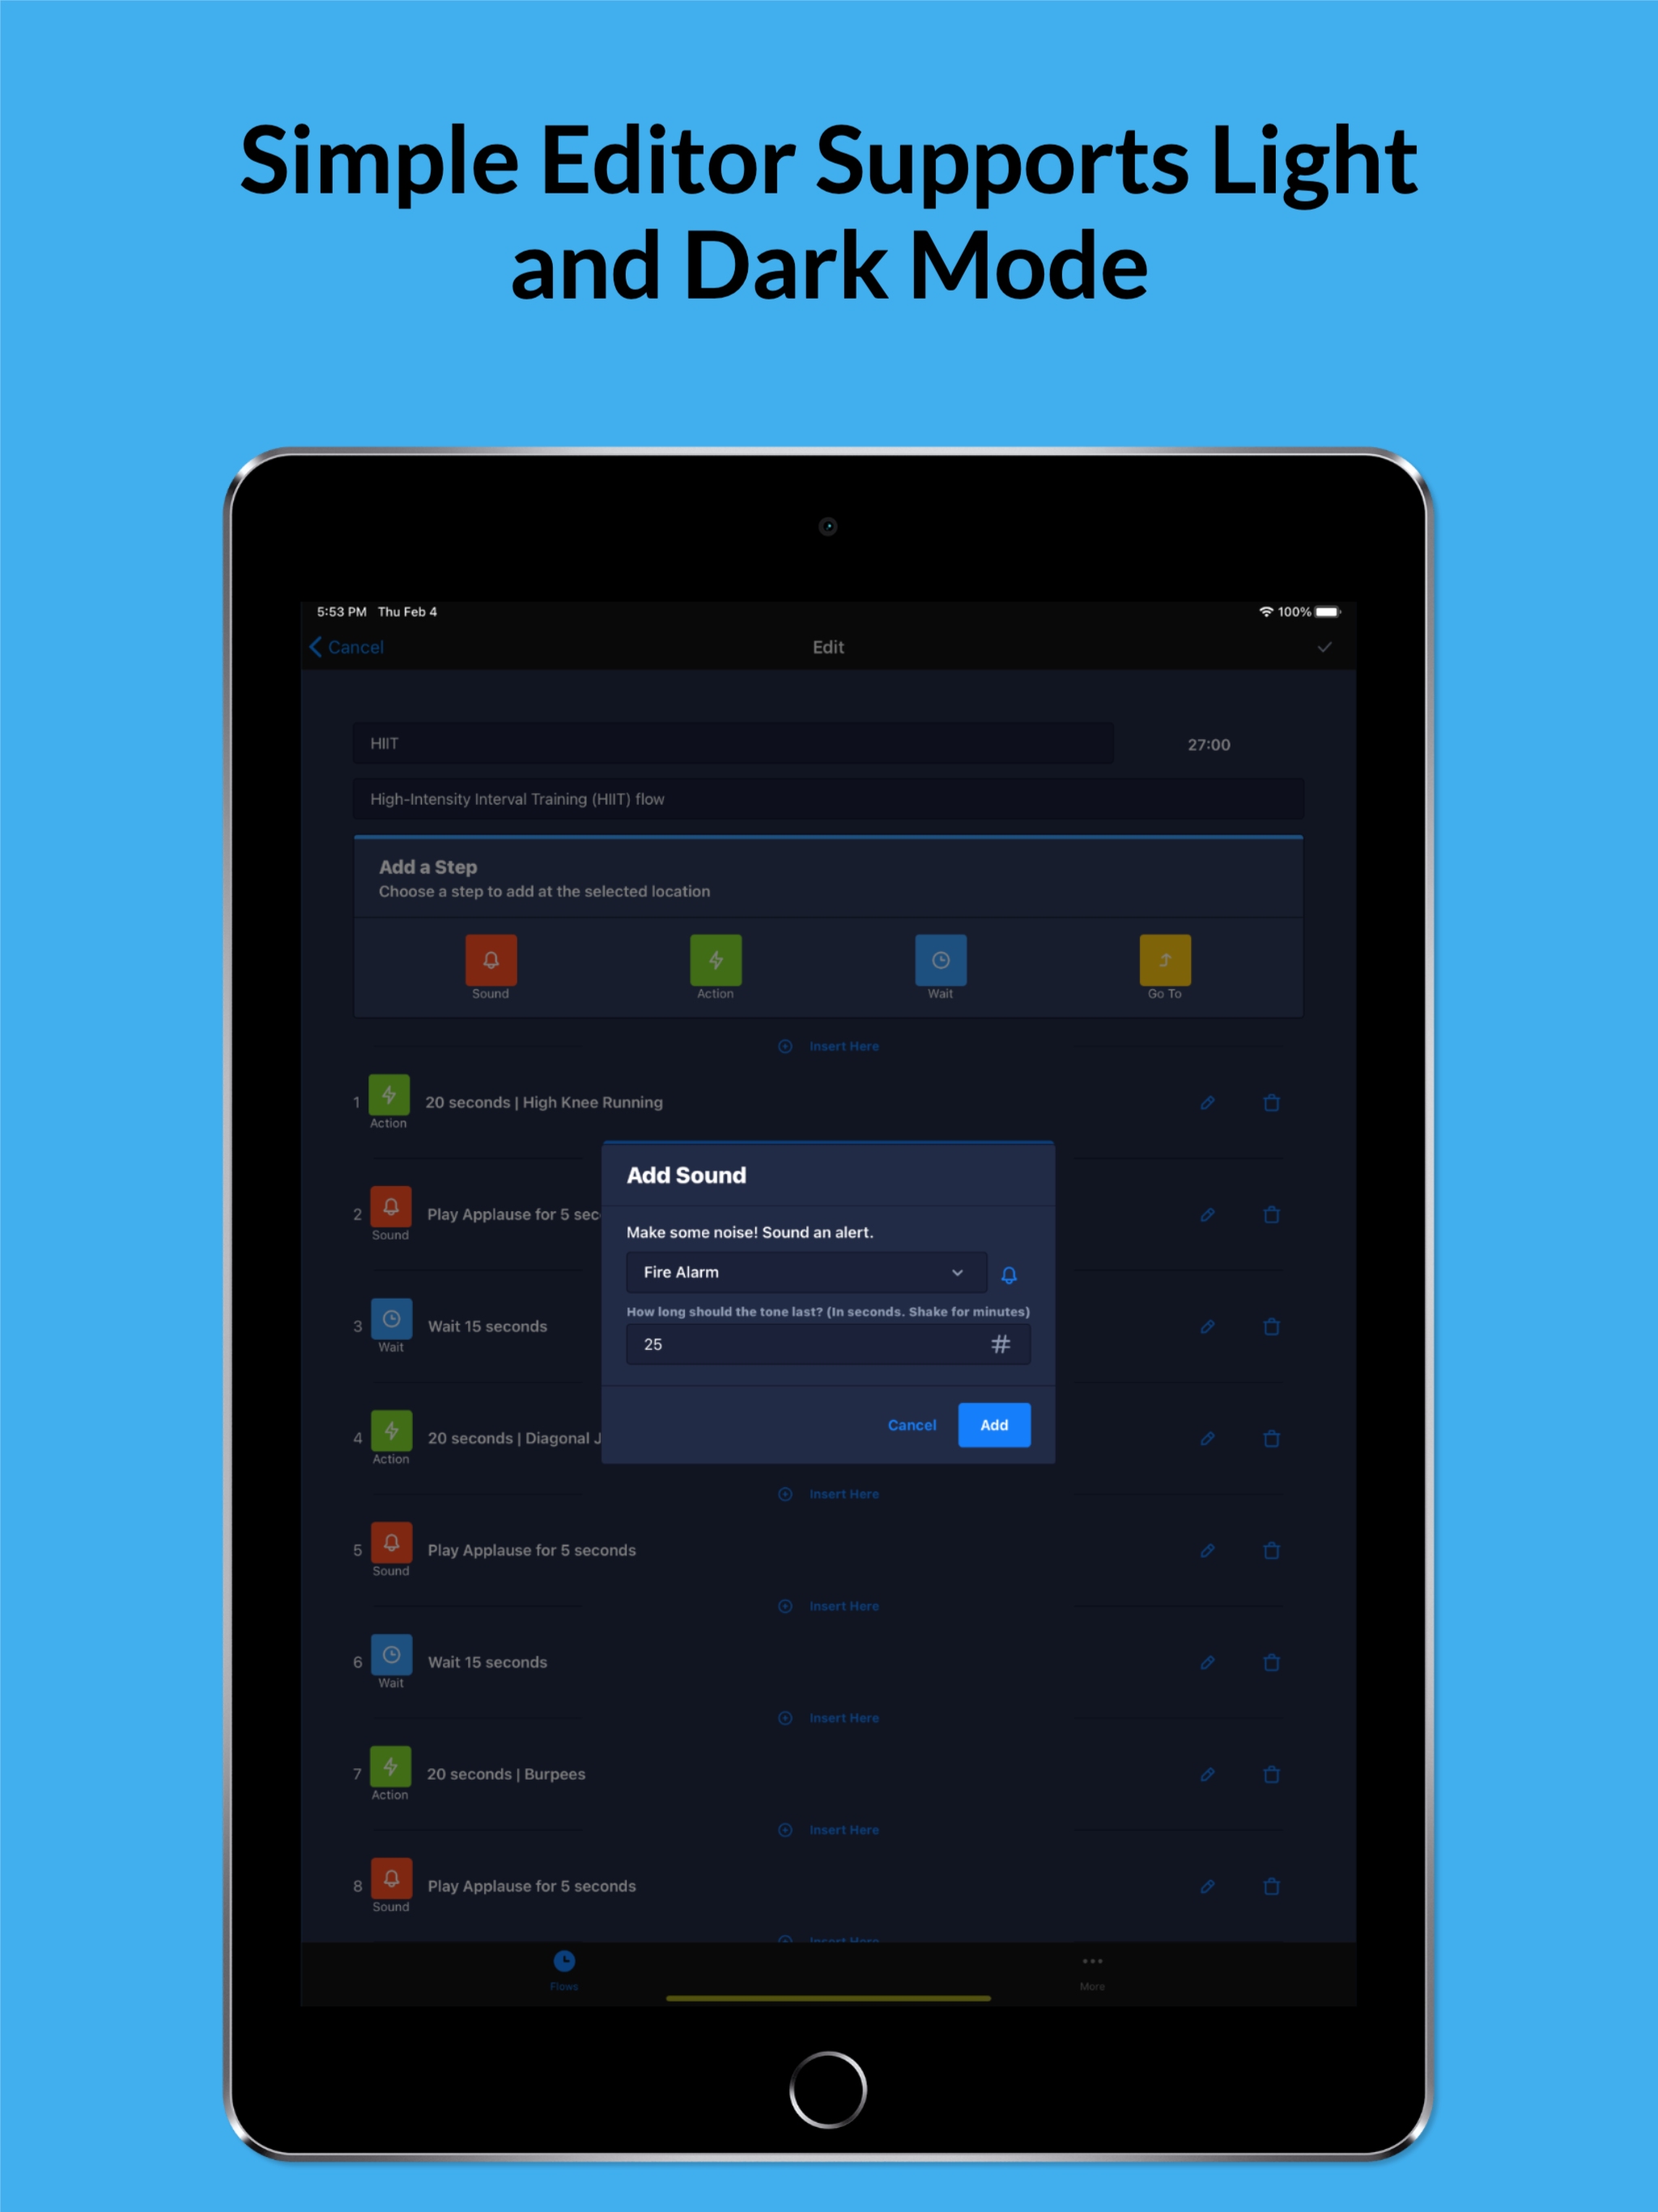 Simple Editor Supports Light
and Dark Mode
5:53 PM Thu Feb 4
100%
Cancel
Edit
HIIT
27:00
High-Intensity Interval Training (HIIT) flow
Add a Step
Choose a step to add at the selected location
Sound
Action
Wait
Go To
Insert Here
1
20 seconds | High Knee Running
Action
Add Sound
2
Play Applause for 5 sec
Sound
Make some noise! Sound an alert.
Fire Alarm
How long should the tone last? (In seconds. Shake for minutes)
3
Wait 15 seconds
Wait
25
#
Cancel
Add
4
20 seconds | Diagonal J
Action
Insert Here
5
Play Applause for 5 seconds
Sound
Insert Here
6
Wait 15 seconds
Wait
Insert Here
7
20 seconds | Burpees
Action
Insert Here
8
Play Applause for 5 seconds
Sound
Insert Here
Flows
More